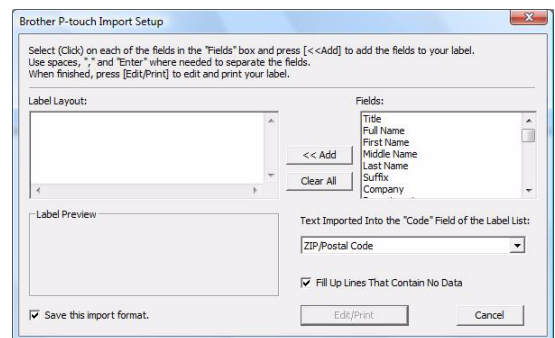 Brother P-touch Import Setup
Select (Click) on each of the fields in the "Fields" box and press [<<Add] to add the fields to your label.
Use spaces, "," and "Enter" where needed to separate the fields.
When finished, press [Edit/Print] to edit and print your label.
Label Layout:
Fields:
Title
Full Name
First Name
Middle Name
Last Name
Suffix
Company
<< Add
Clear All
Label Preview
Text Imported Into the "Code" Field of the Label List:
ZIP/Postal Code
Fill Up Lines That Contain No Data
Save this import format.
Edit/Print
Cancel